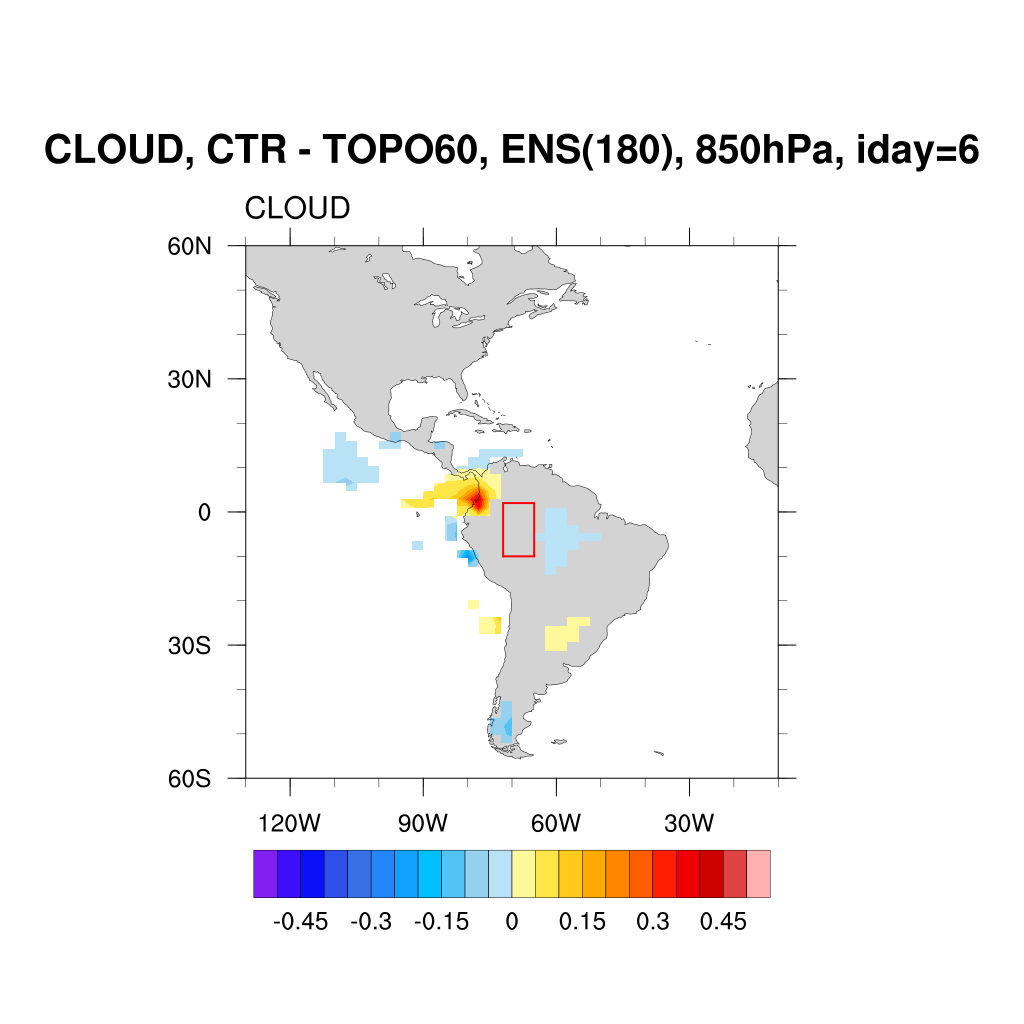 CLOUD, CTR - TOPO60, ENS(180), 850hPa, iday=6
CLOUD
60N
30N
0
30S
60S
120W 90W 60W 30W
-0.45 -0.3 -0.15 0 0.15 0.3 0.45